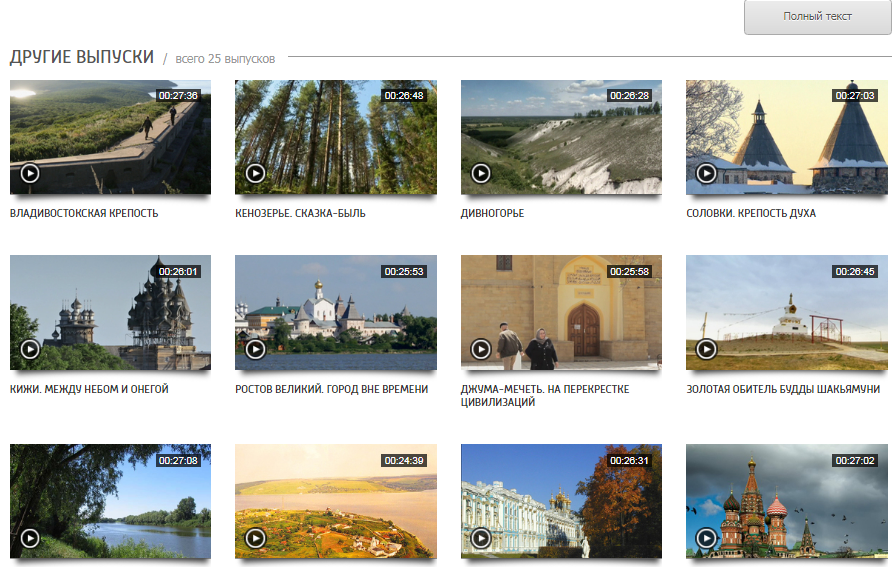 Полный текст
ДРУГИЕ ВЫПУСКИ / всего 25 выпусков
00:27:36
00:26:48
00:26:28
00:27:03
ВЛАДИВОСТОКСКАЯ КРЕПОСТЬ
КЕНОЗЕРЬЕ. СКАЗКА-БЫЛЬ
ДИВНОГОРЬЕ
СОЛОВКИ. КРЕПОСТЬ ДУХА
00:26:01
00:25:53
00:25:58
00:26:45
КИЖИ. МЕЖДУ НЕБОМ И ОНЕГОЙ
РОСТОВ ВЕЛИКИЙ. ГОРОД ВНЕ ВРЕМЕНИ
ДЖУМА-МЕЧЕТЬ. НА ПЕРЕКРЕСТКЕ
ЦИВИЛИЗАЦИЙ
ЗОЛОТАЯ ОБИТЕЛЬ БУДДЫ ШАКЬЯМУНИ
00:27:08
00:24:39
00:26:31
00:27:02